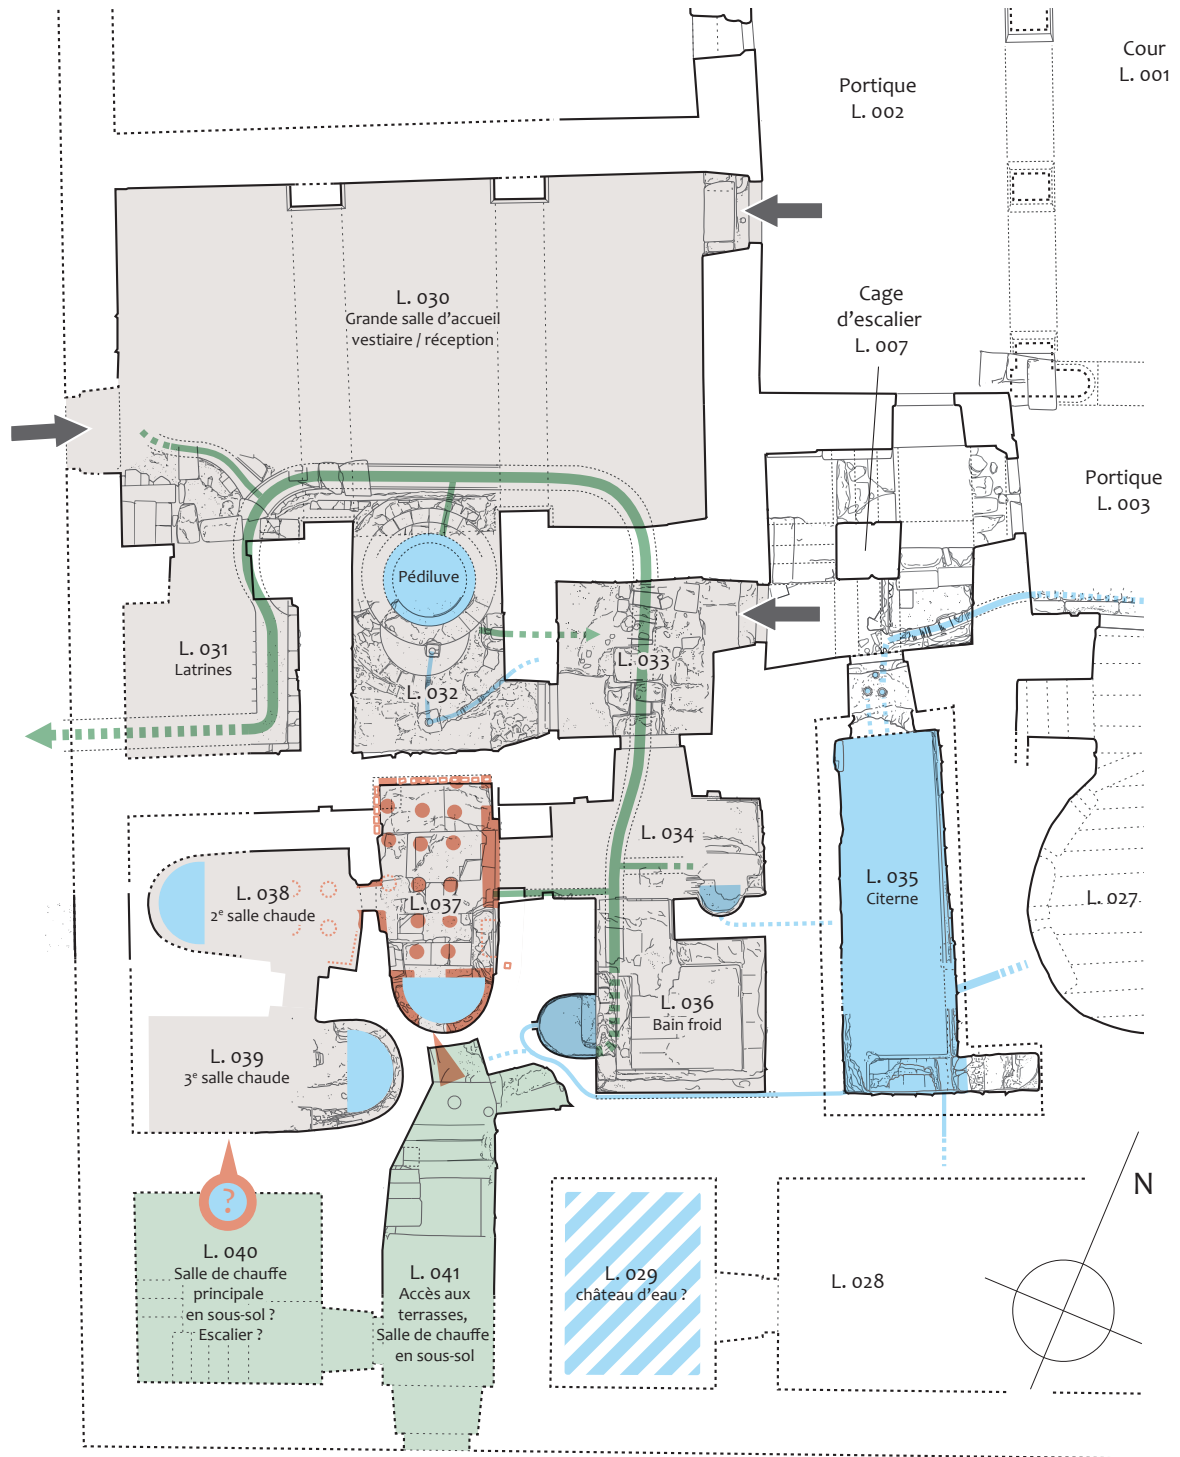 Cour
L. 001
Portique
L. 002
L. 030
Grande salle d'accueil
vestiaire / réception
Cage
d'escalier
L. 007
Portique
L. 003
Pédiluve
L. 031
Latrines
L. 032
L. 033
L. 034
L. 035
Citerne
L. 027
L. 038
2e salle chaude
L. 037
L. 036
Bain froid
L. 039
3e salle chaude
N
?
L. 040
Salle de chauffe
principale
en sous-sol ?
Escalier ?
L. 041
Accès aux
terrasses,
Salle de chauffe
en sous-sol
L. 029
château d'eau ?
L. 028